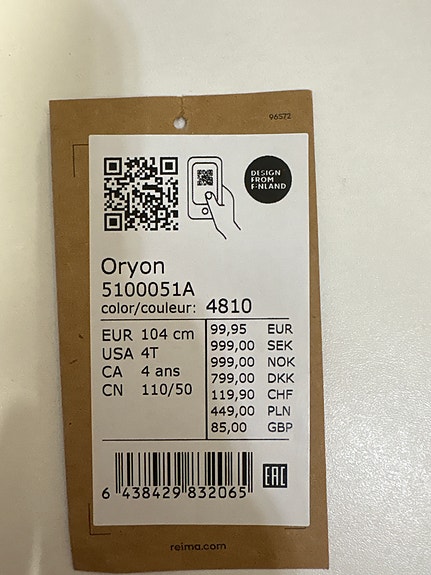 96572
DESIGN
FROM
FINLAND
Oryon
5100051A
color/couleur: 4810
EUR 104 cm
USA 4T
CA 4 ans
CN 110/50
99,95 EUR
999,00 SEK
999,00 NOK
799,00 DKK
119,90 CHF
449,00 PLN
85,00 GBP
6 438429 832065
EAC
reima.com